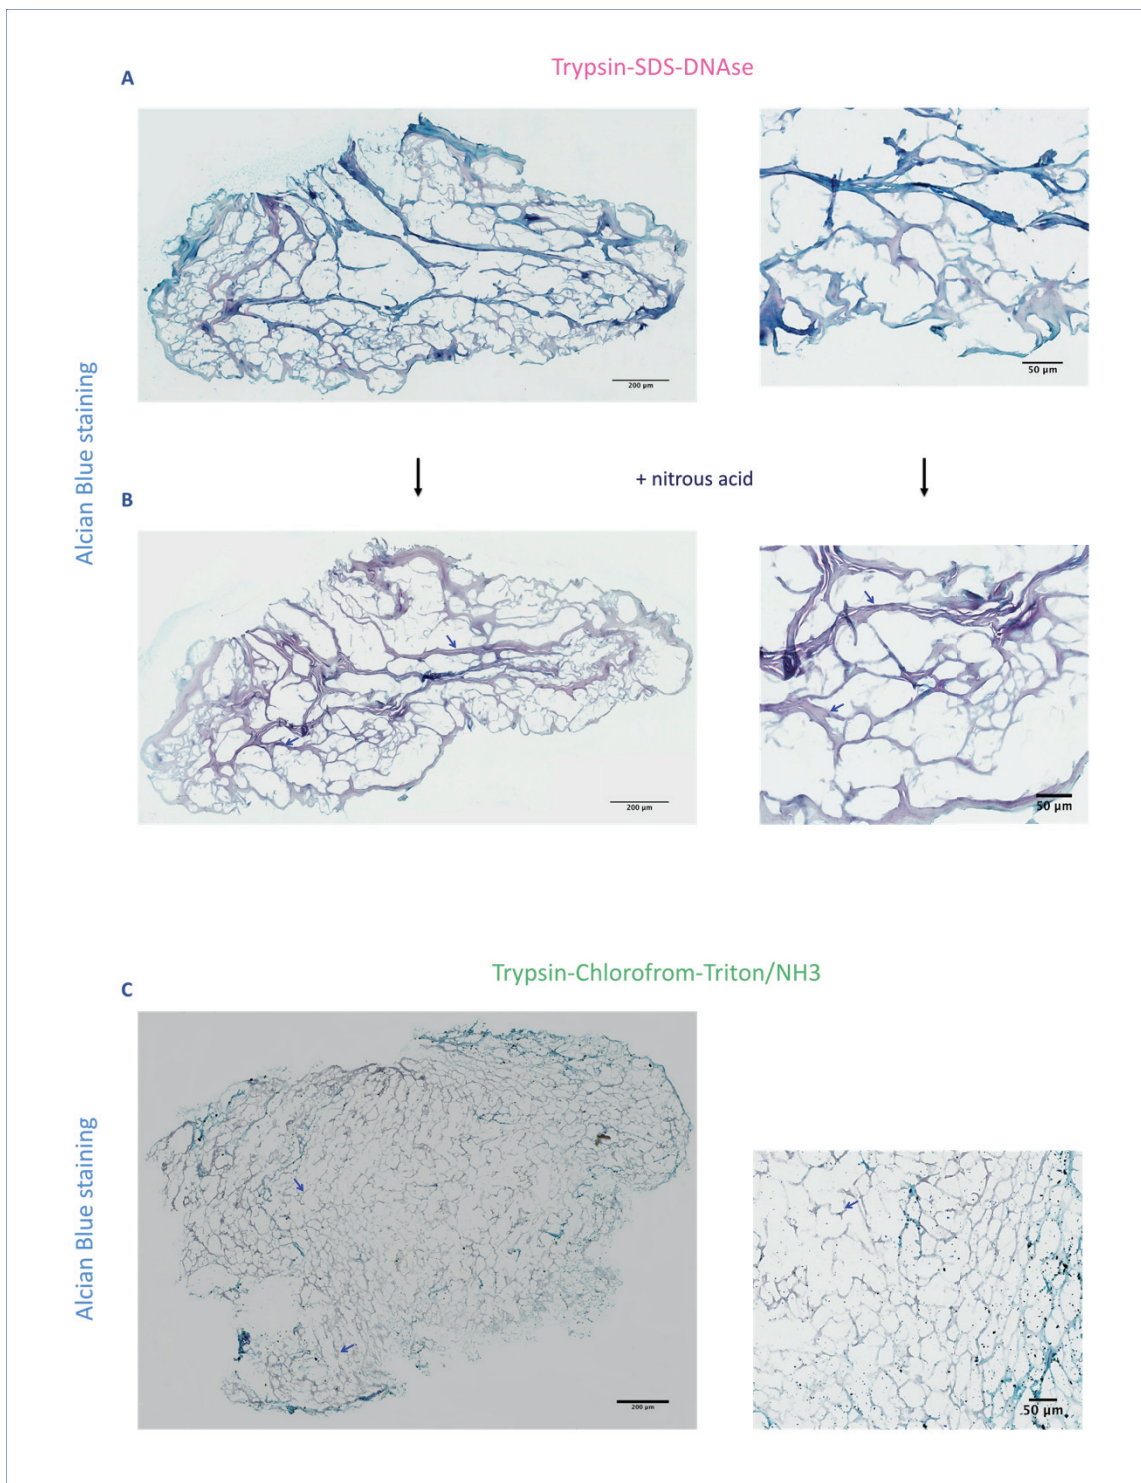 Trypsin-SDS-DNAse
A
200 µm
50 µm
Alcian Blue staining
+ nitrous acid
B
200 µm
50 µm
Trypsin-Chlorofrom-Triton/NH3
C
Alcian Blue staining
200 µm
50 µm